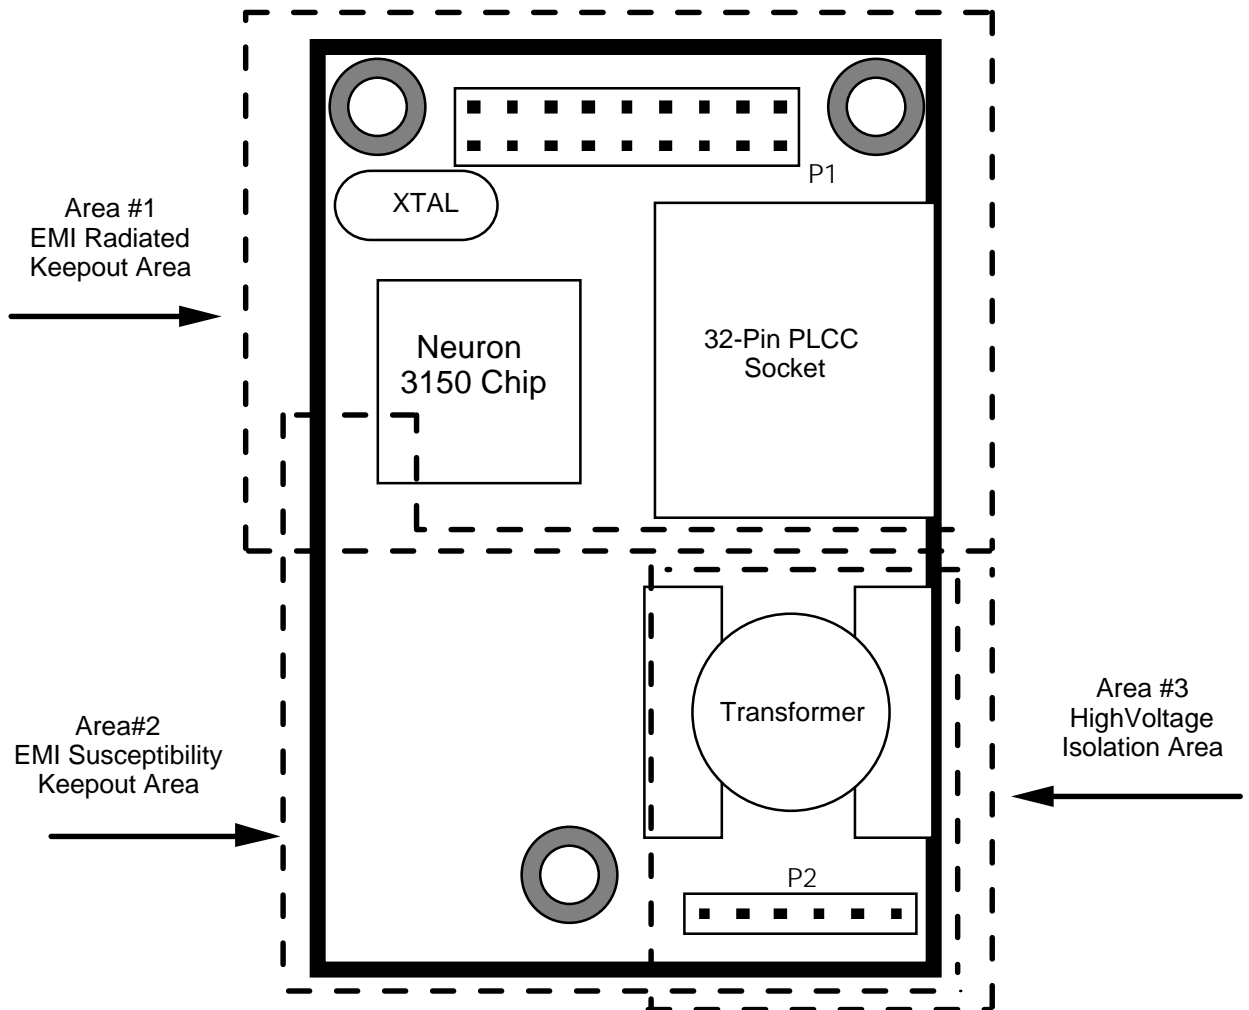 P1
XTAL
Area #1
EMI Radiated
Keepout Area
Neuron
3150 Chip
32-Pin PLCC
Socket
Area#2
EMI Susceptibility
Keepout Area
Transformer
Area #3
HighVoltage
Isolation Area
P2